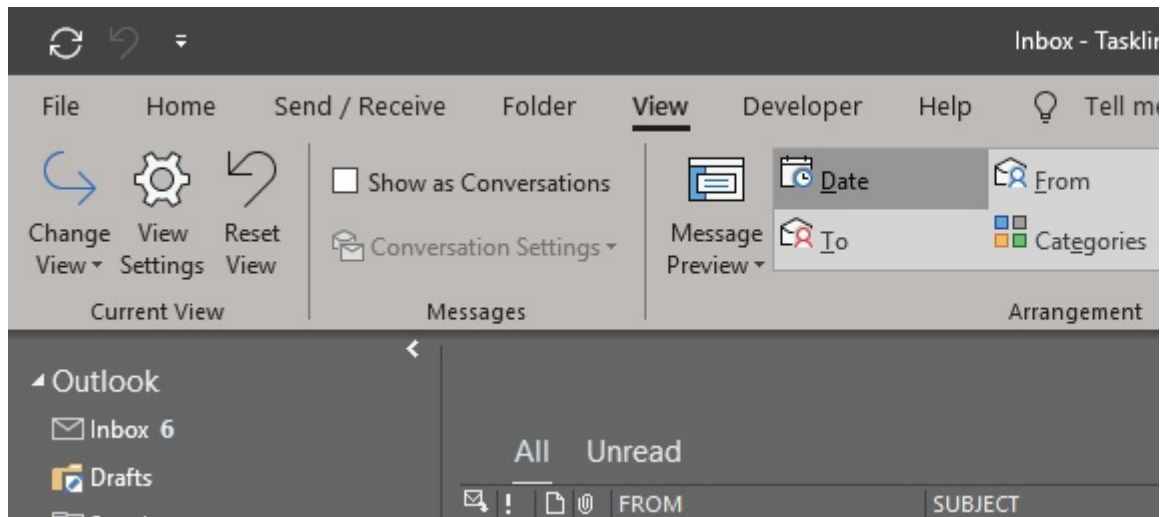 Inbox - Tasklin
File Home Send / Receive Folder View Developer Help Tell me
Change View
View Settings
Reset View
Current View
Show as Conversations
Conversation Settings
Messages
Message Preview
Date
From
To
Categories
Arrangement
Outlook
Inbox 6
Drafts
All Unread
! FROM SUBJECT